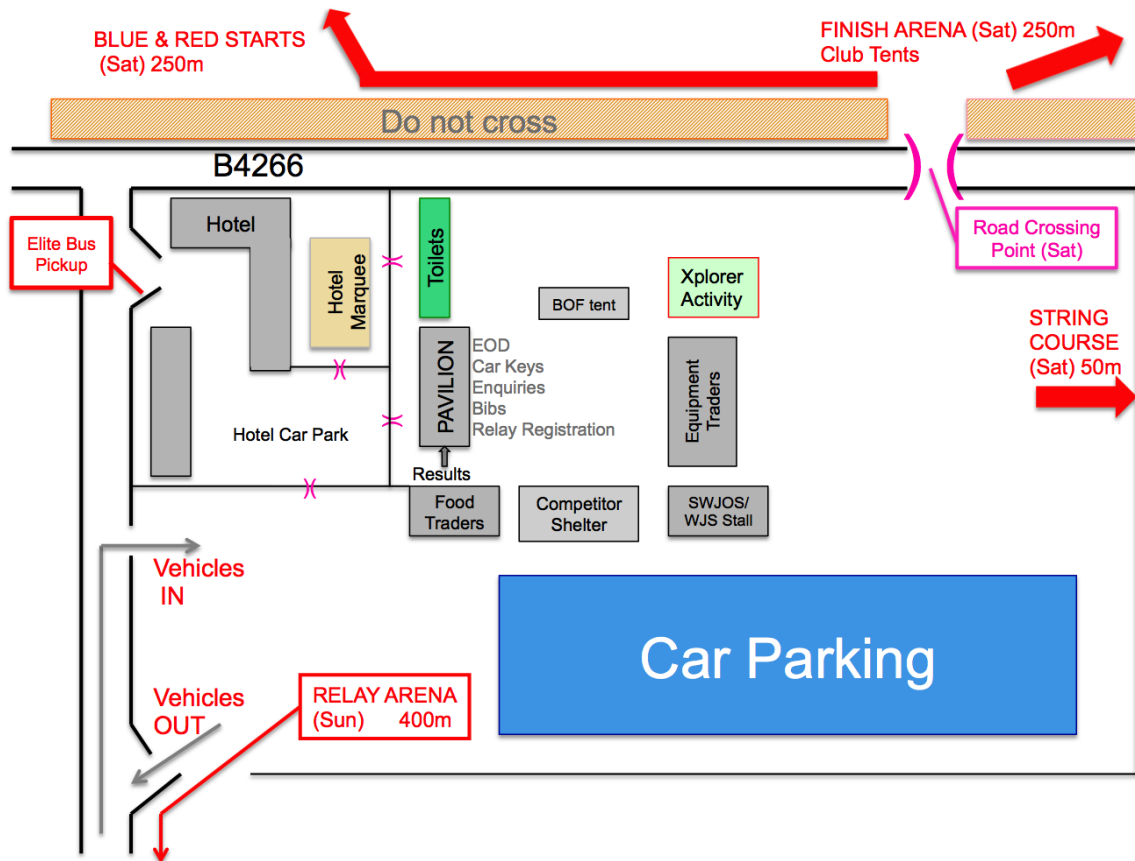 BLUE & RED STARTS
(Sat) 250m
FINISH ARENA (Sat) 250m
Club Tents
Do not cross
B4266
Elite Bus
Pickup
Hotel
Hotel
Marquee
Toilets
Road Crossing
Point (Sat)
BOF tent
Xplorer
Activity
STRING
COURSE
(Sat) 50m
PAVILION
EOD
Car Keys
Enquiries
Bibs
Relay Registration
Equipment
Traders
Hotel Car Park
Results
Food
Traders
Competitor
Shelter
SWJOS/
WJS Stall
Vehicles
IN
Car Parking
Vehicles
OUT
RELAY ARENA
(Sun) 400m